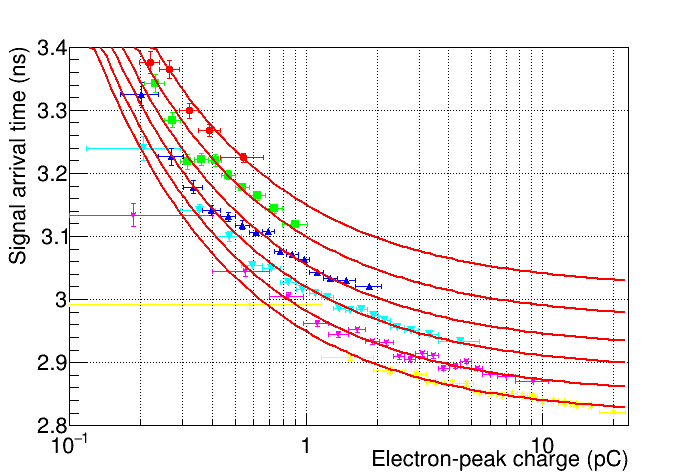 Signal arrival time (ns)
3.4
3.3
3.2
3.1
3
2.9
2.8
10⁻¹ 1 10
Electron-peak charge (pC)